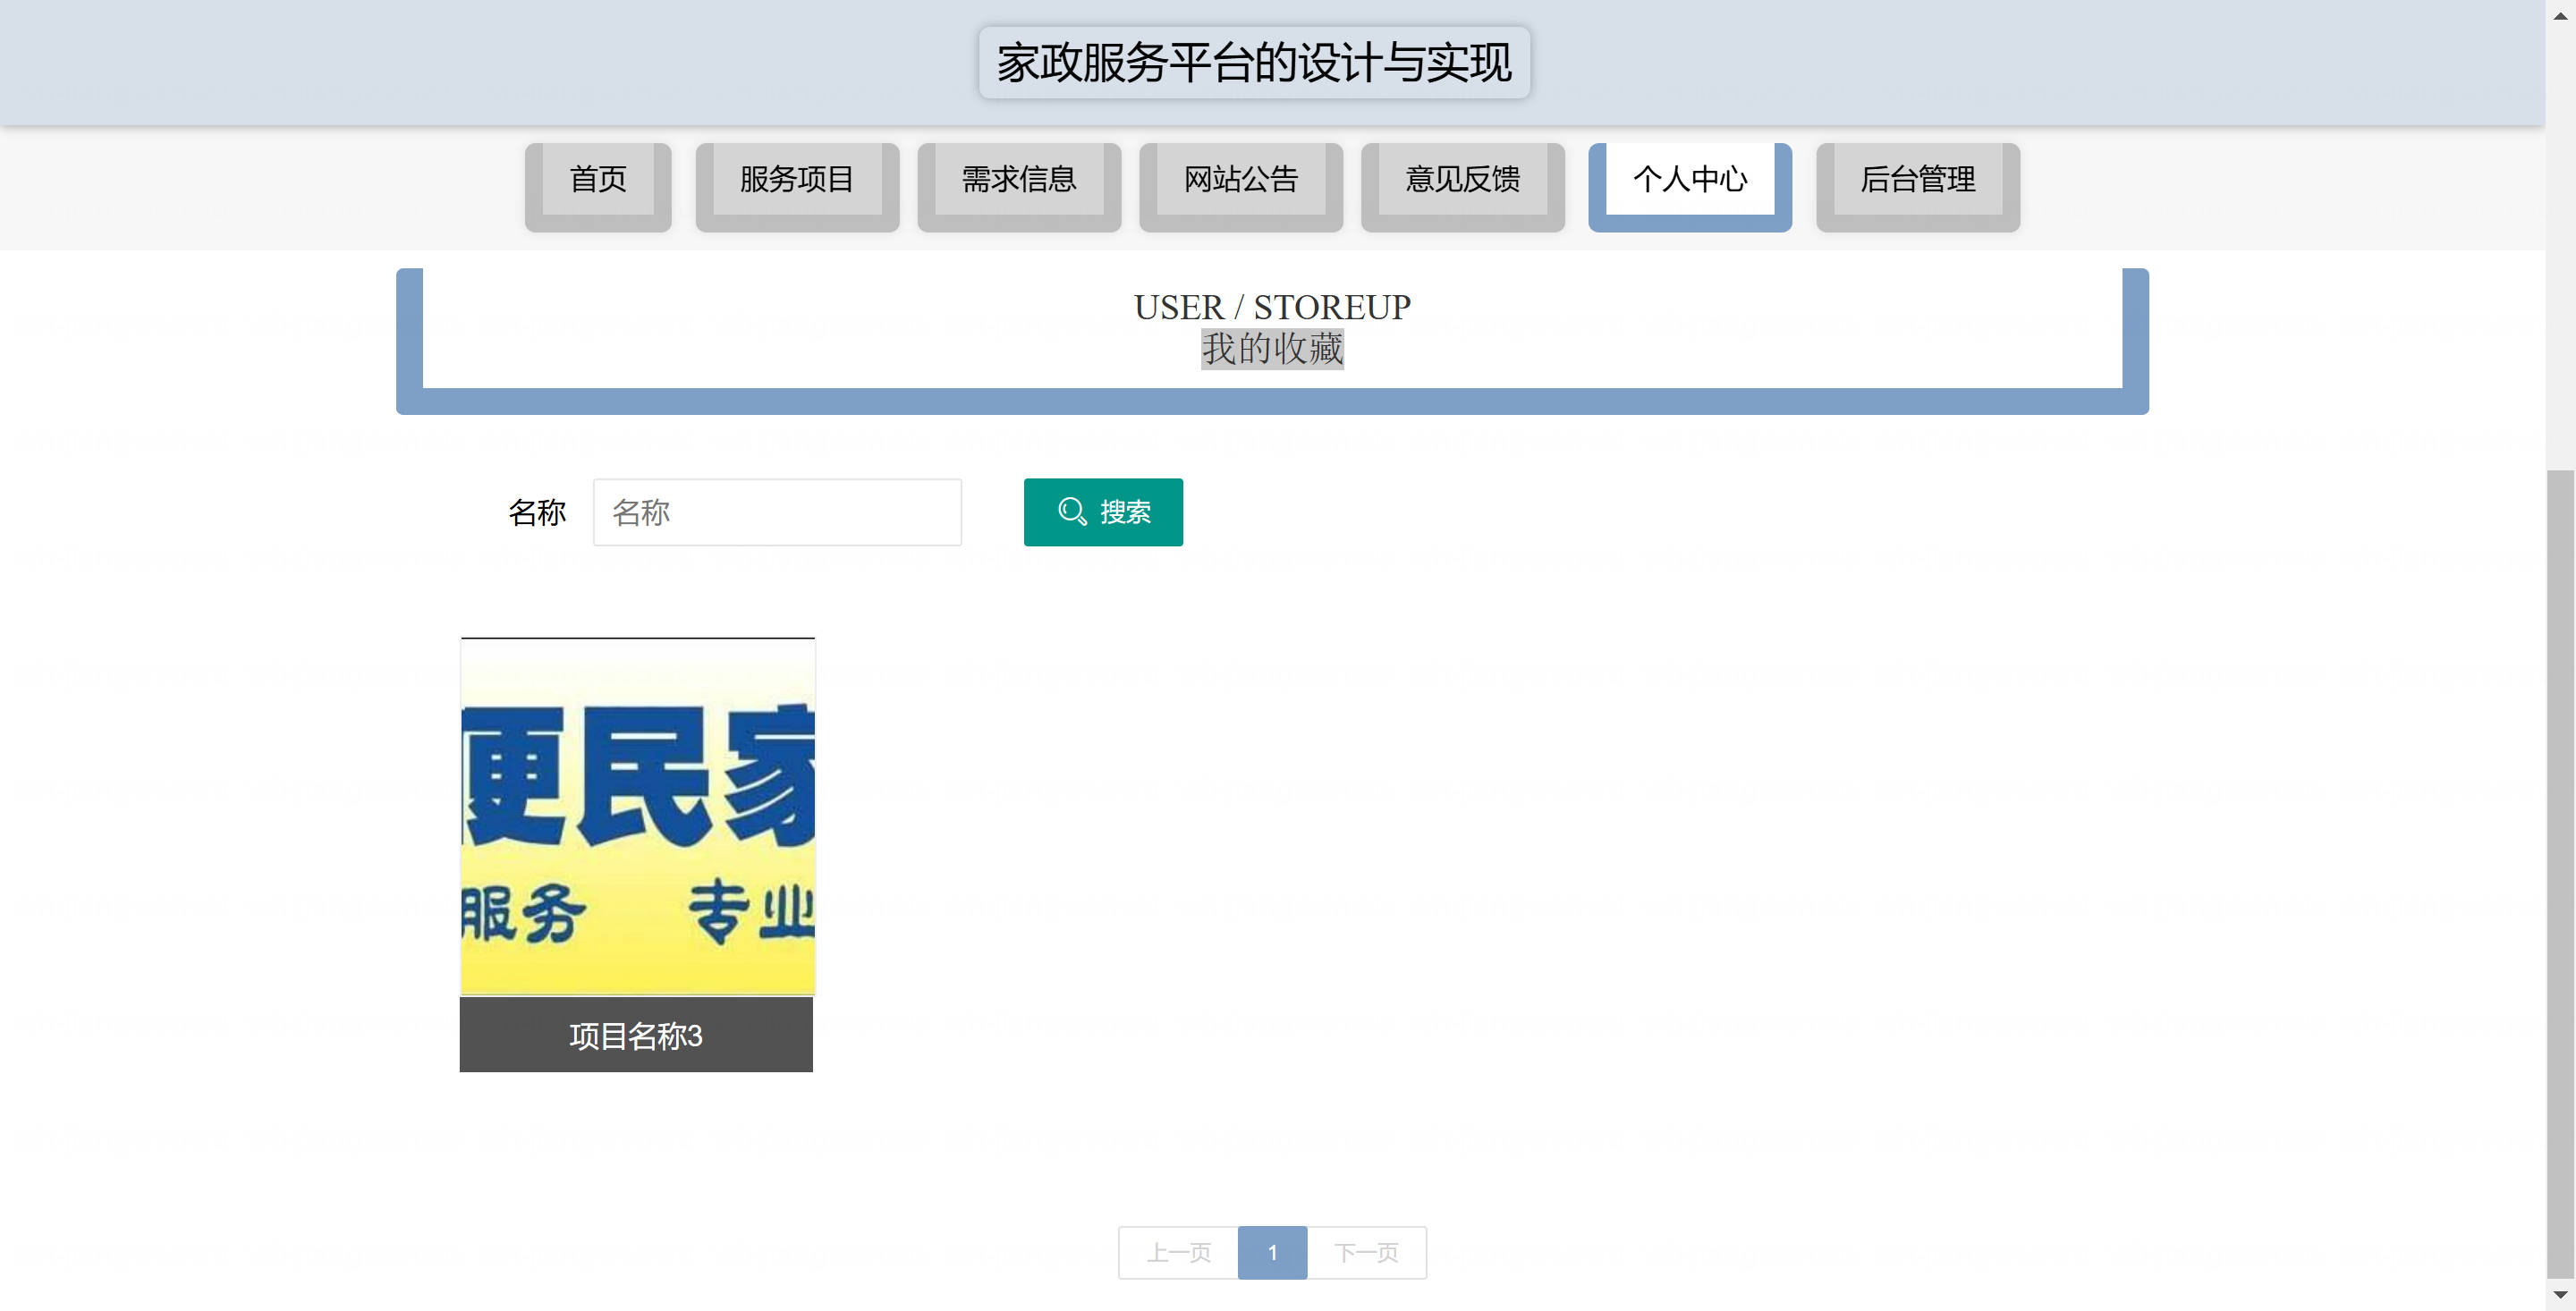 家政服务平台的设计与实现
首页 服务项目 需求信息 网站公告 意见反馈 个人中心 后台管理
USER / STOREUP
我的收藏
名称 名称 搜索
便民家
服务 专业
项目名称3
上一页 1 下一页